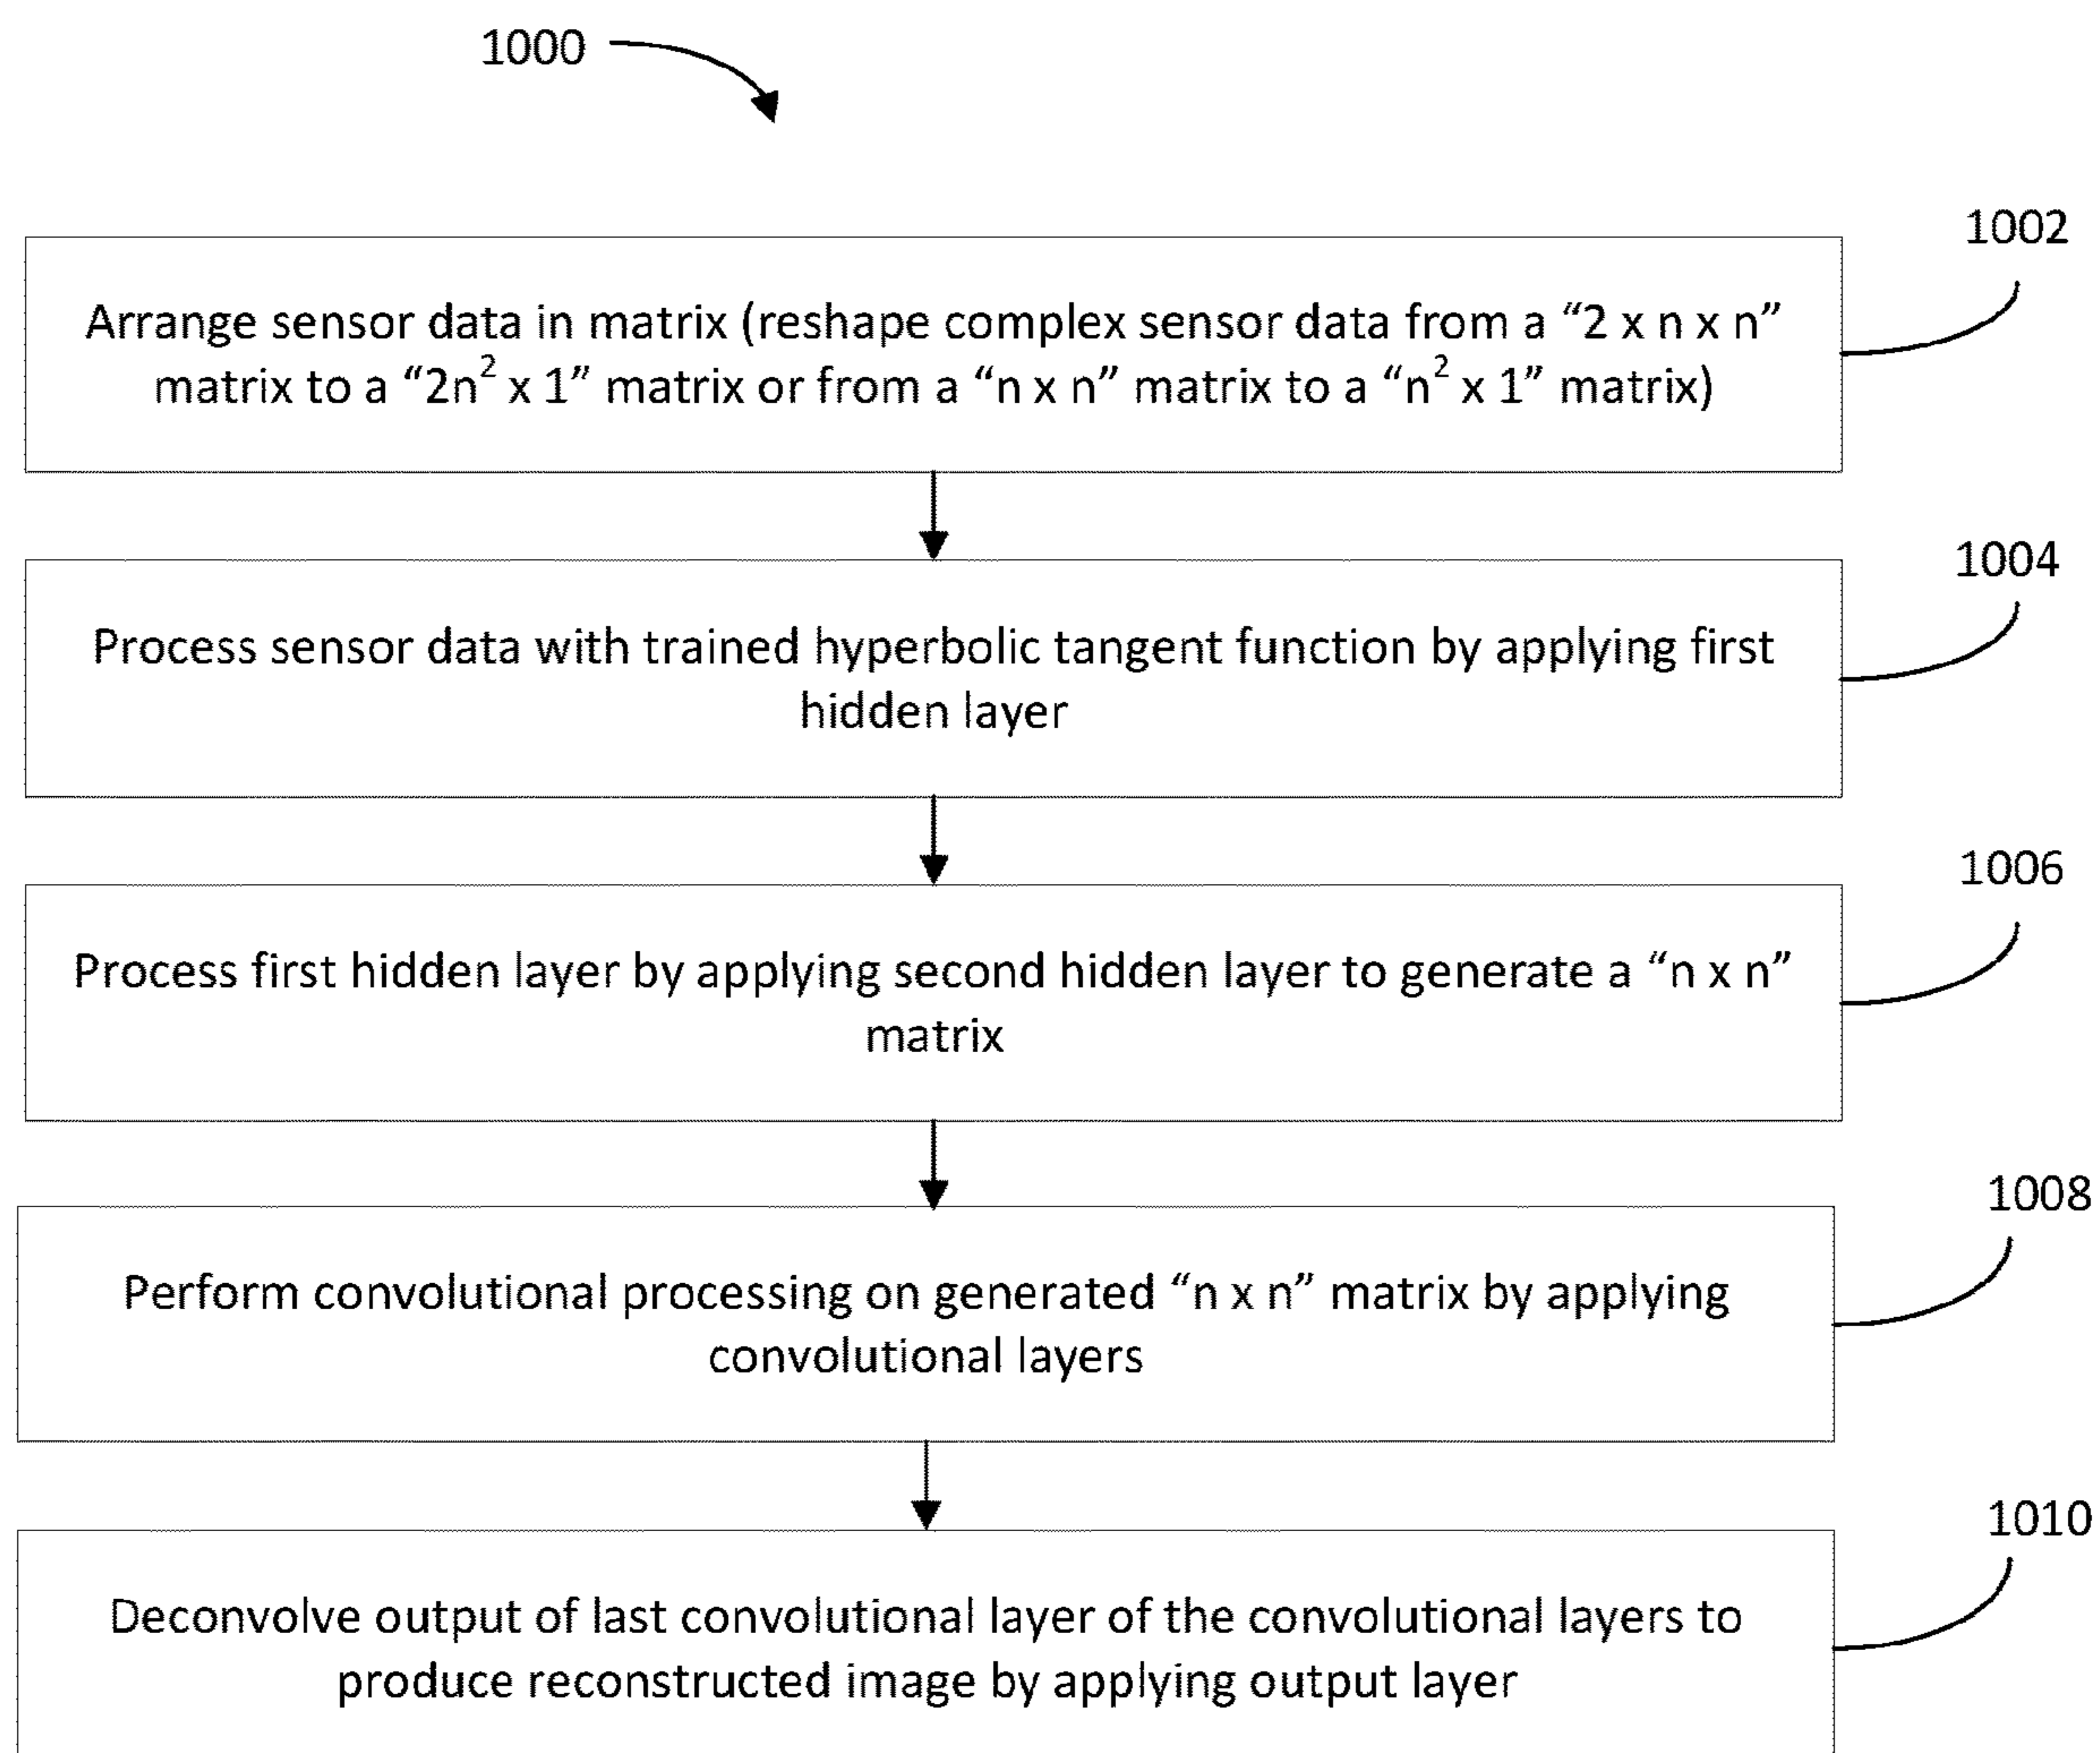 1000
1002
Arrange sensor data in matrix (reshape complex sensor data from a “2 x n x n”
matrix to a “2n² x 1” matrix or from a “n x n” matrix to a “n² x 1” matrix)
1004
Process sensor data with trained hyperbolic tangent function by applying first
hidden layer
1006
Process first hidden layer by applying second hidden layer to generate a “n x n”
matrix
1008
Perform convolutional processing on generated “n x n” matrix by applying
convolutional layers
1010
Deconvolve output of last convolutional layer of the convolutional layers to
produce reconstructed image by applying output layer